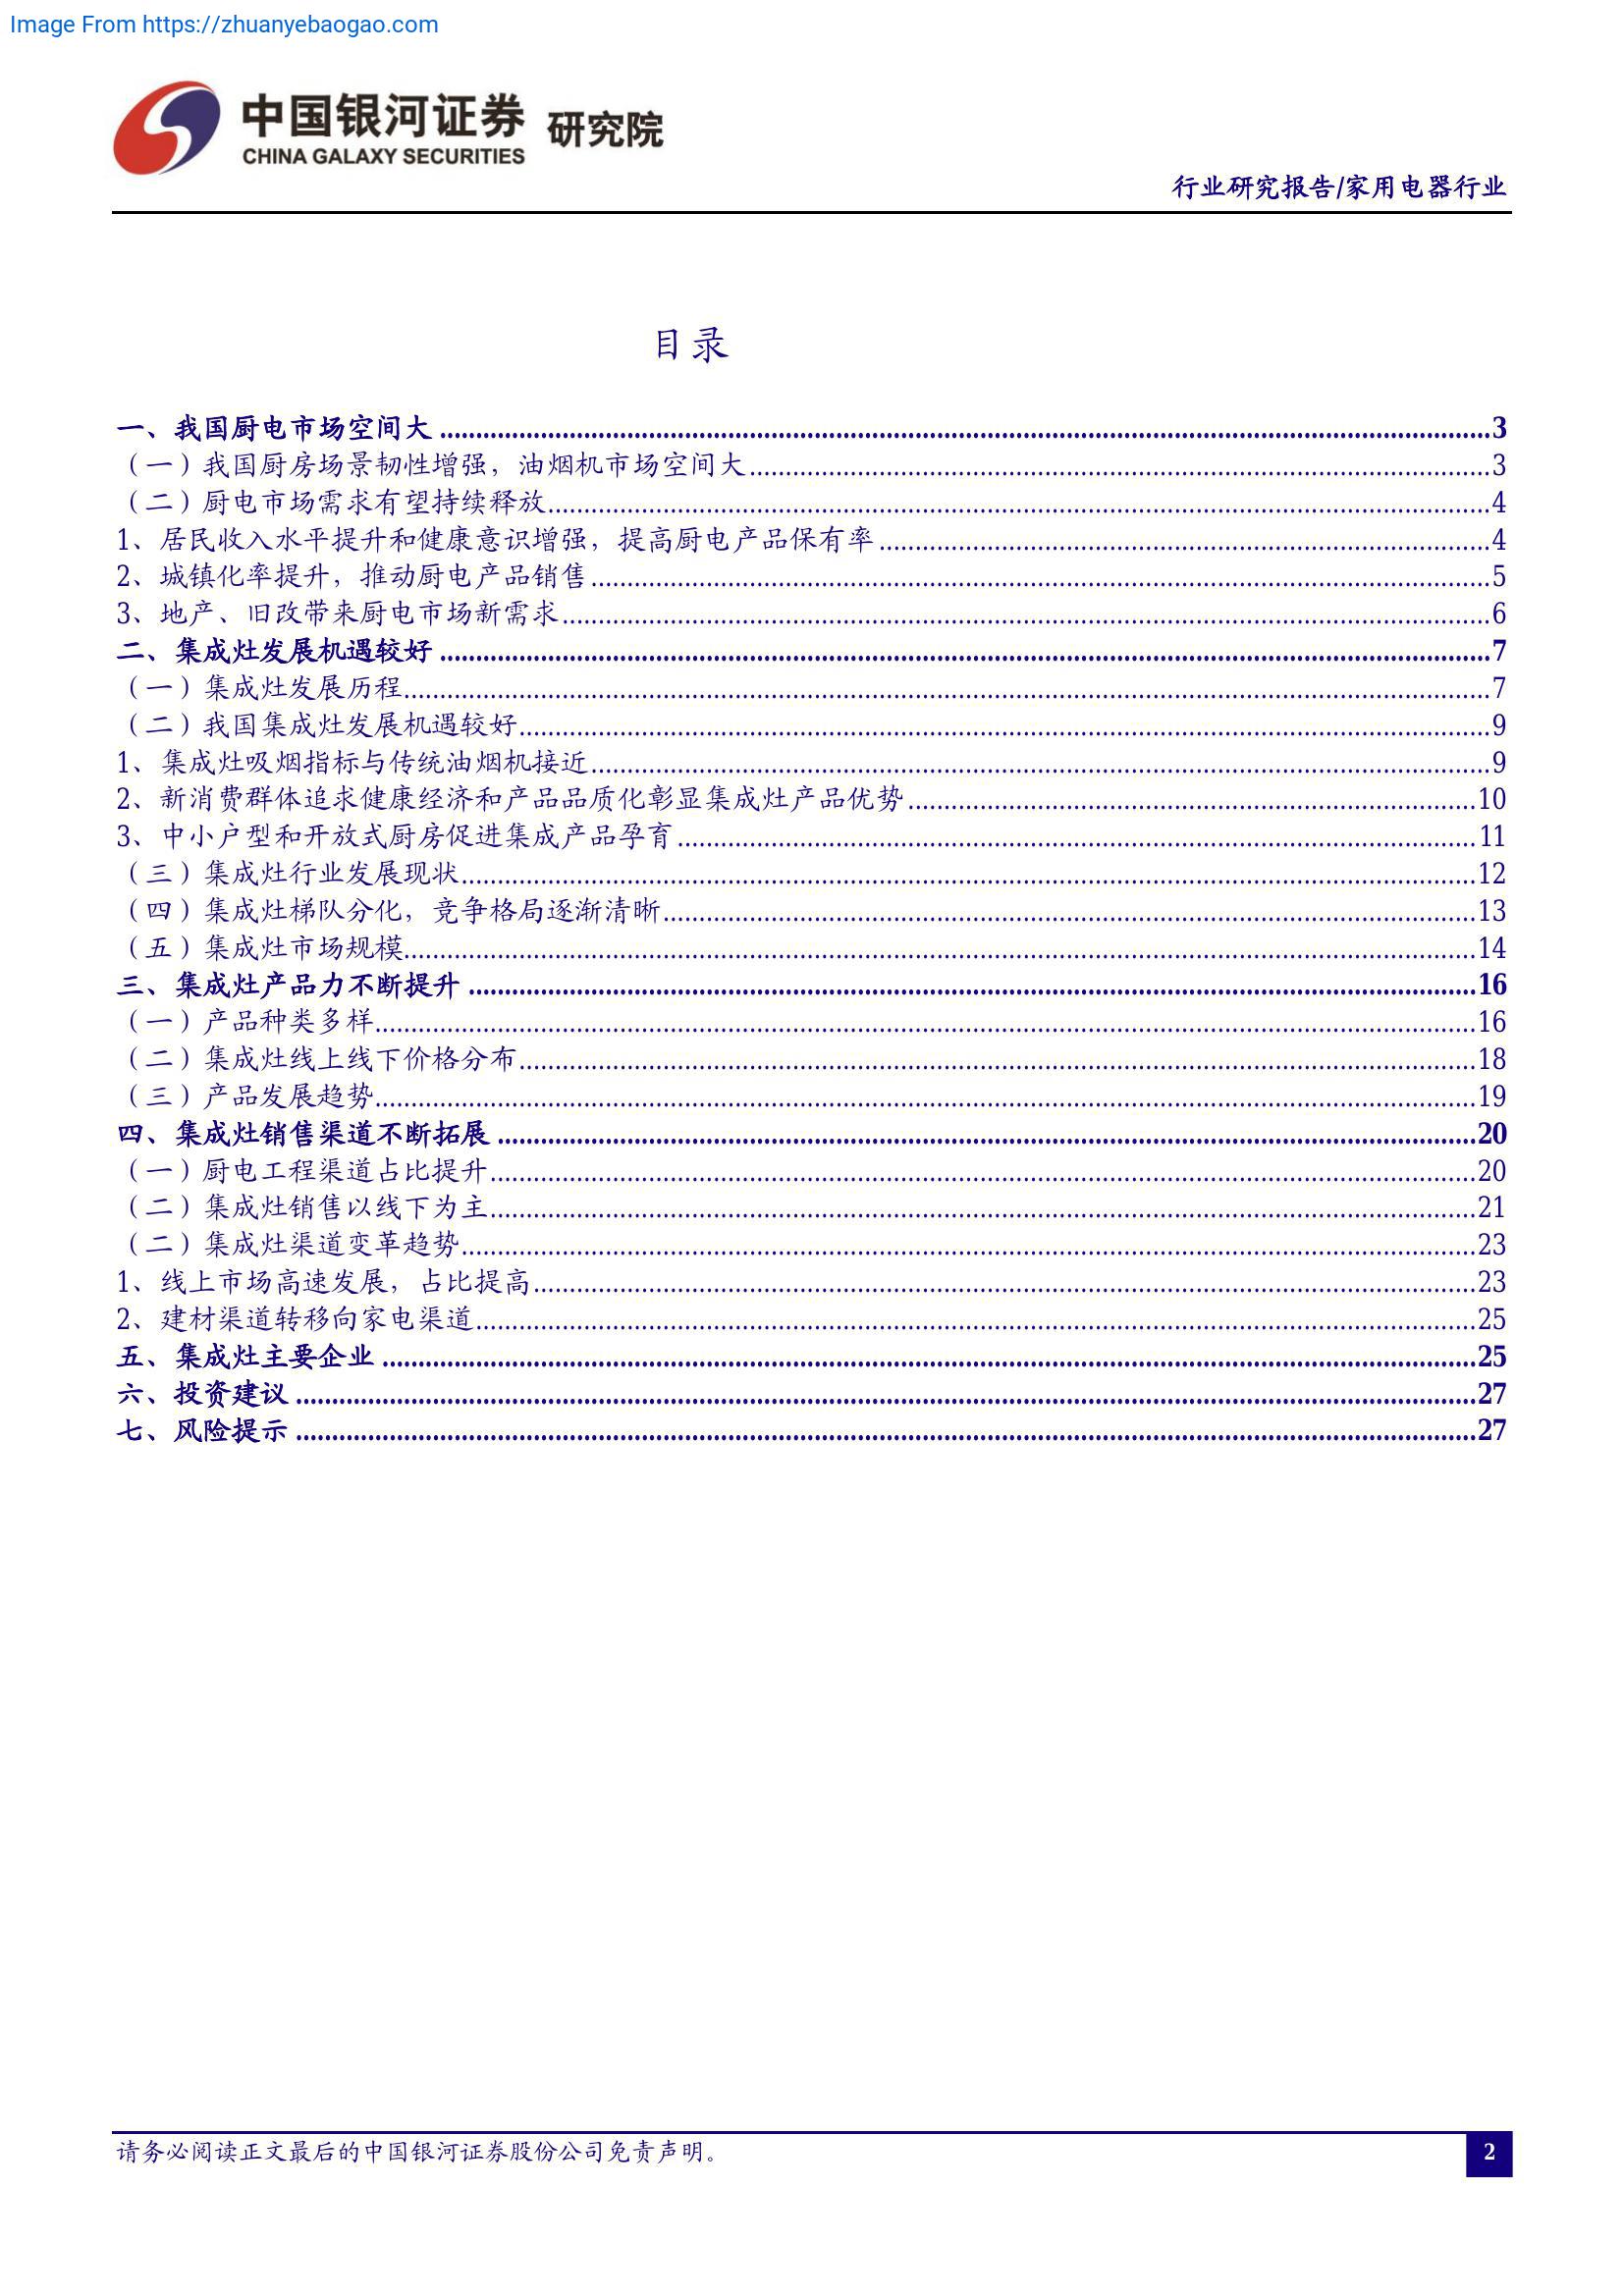 Image From https://zhuanyebaogao.com
中国银河证券 研究院
CHINA GALAXY SECURITIES
行业研究报告/家用电器行业
目录
一、我国厨电市场空间大 3
（一）我国厨房场景韧性增强，油烟机市场空间大 3
（二）厨电市场需求有望持续释放 4
1、居民收入水平提升和健康意识增强，提高厨电产品保有率 4
2、城镇化率提升，推动厨电产品销售 5
3、地产、旧改带来厨电市场新需求 6
二、集成灶发展机遇较好 7
（一）集成灶发展历程 7
（二）我国集成灶发展机遇较好 9
1、集成灶吸烟指标与传统油烟机接近 9
2、新消费群体追求健康经济和产品品质化彰显集成灶产品优势 10
3、中小户型和开放式厨房促进集成产品孕育 11
（三）集成灶行业发展现状 12
（四）集成灶梯队分化，竞争格局逐渐清晰 13
（五）集成灶市场规模 14
三、集成灶产品力不断提升 16
（一）产品种类多样 16
（二）集成灶线上线下价格分布 18
（三）产品发展趋势 19
四、集成灶销售渠道不断拓展 20
（一）厨电工程渠道占比提升 20
（二）集成灶销售以线下为主 21
（二）集成灶渠道变革趋势 23
1、线上市场高速发展，占比提高 23
2、建材渠道转移向家电渠道 25
五、集成灶主要企业 25
六、投资建议 27
七、风险提示 27
请务必阅读正文最后的中国银河证券股份公司免责声明。
2